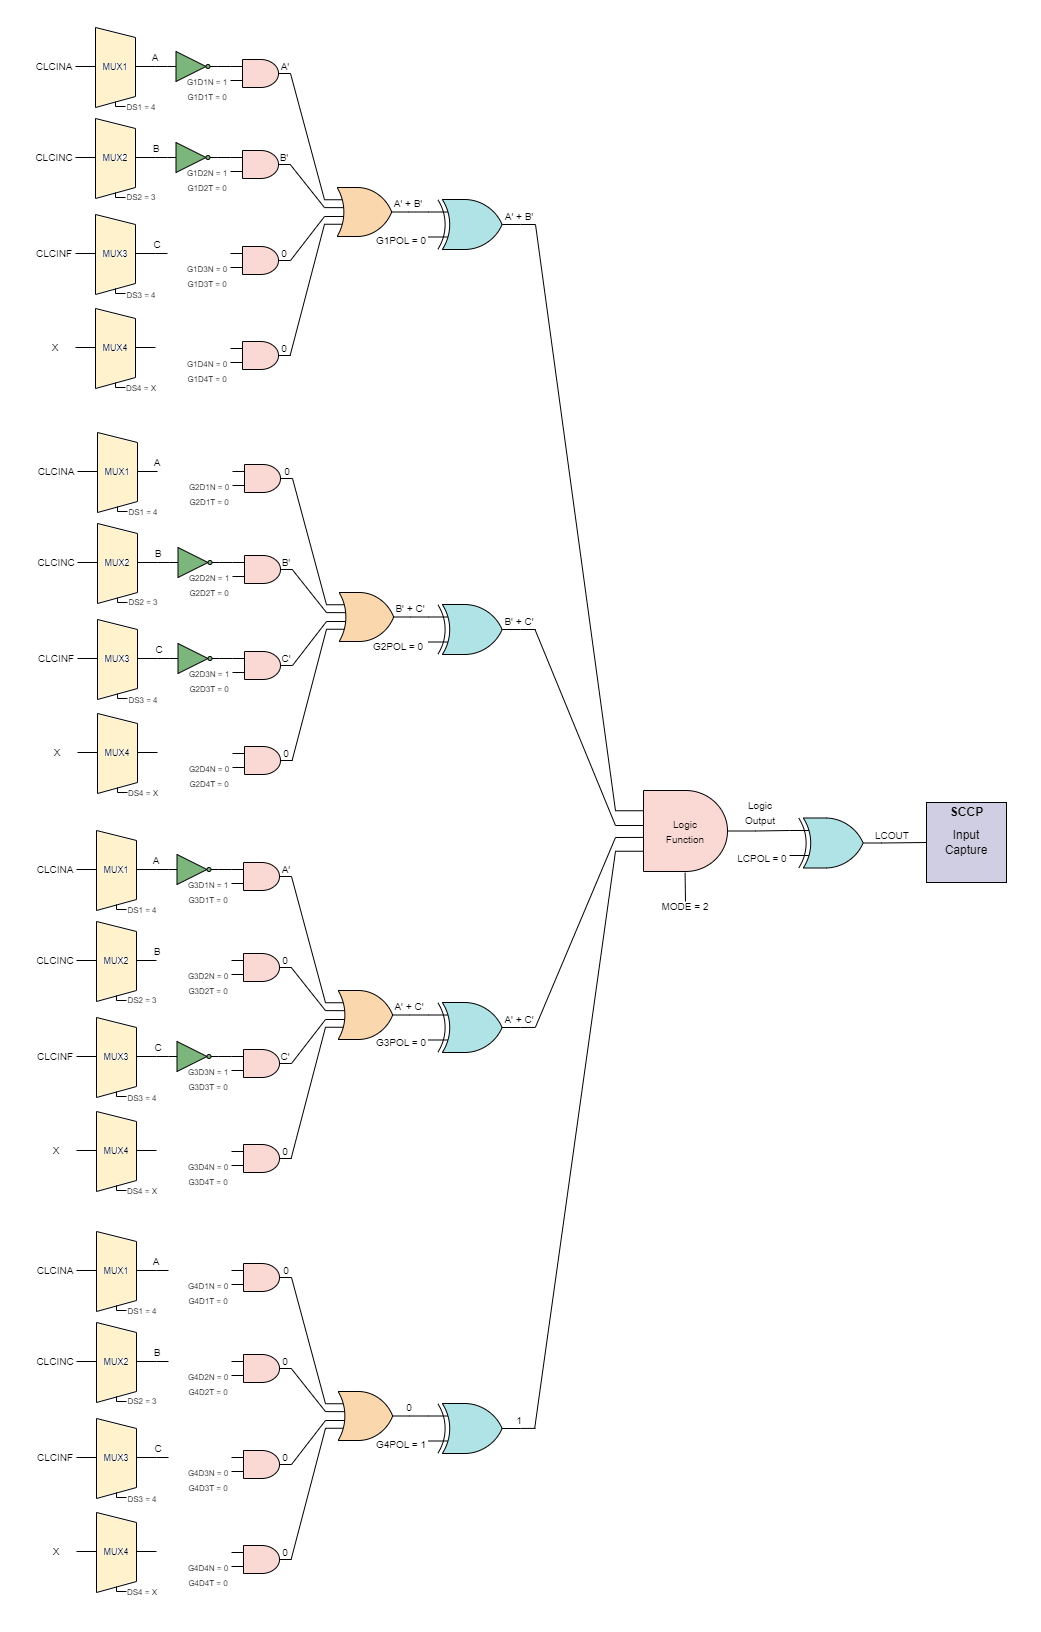 CLCINA
MUX1
A
DS1 = 4
G1D1N = 1
G1D1T = 0
A'
CLCINC
MUX2
B
DS2 = 3
G1D2N = 1
G1D2T = 0
B'
CLCINF
MUX3
C
DS3 = 4
G1D3N = 0
G1D3T = 0
0
X
MUX4
DS4 = X
G1D4N = 0
G1D4T = 0
0
A' + B'
G1POL = 0
A' + B'
CLCINA
MUX1
A
DS1 = 4
G2D1N = 0
G2D1T = 0
0
CLCINC
MUX2
B
DS2 = 3
G2D2N = 1
G2D2T = 0
B'
CLCINF
MUX3
C
DS3 = 4
G2D3N = 1
G2D3T = 0
C'
X
MUX4
DS4 = X
G2D4N = 0
G2D4T = 0
0
B' + C'
G2POL = 0
B' + C'
CLCINA
MUX1
A
DS1 = 4
G3D1N = 1
G3D1T = 0
A'
CLCINC
MUX2
B
DS2 = 3
G3D2N = 0
G3D2T = 0
0
CLCINF
MUX3
C
DS3 = 4
G3D3N = 1
G3D3T = 0
C'
X
MUX4
DS4 = X
G3D4N = 0
G3D4T = 0
0
A' + C'
G3POL = 0
A' + C'
CLCINA
MUX1
A
DS1 = 4
G4D1N = 0
G4D1T = 0
0
CLCINC
MUX2
B
DS2 = 3
G4D2N = 0
G4D2T = 0
0
CLCINF
MUX3
C
DS3 = 4
G4D3N = 0
G4D3T = 0
0
X
MUX4
DS4 = X
G4D4N = 0
G4D4T = 0
0
0
G4POL = 1
1
Logic
Function
MODE = 2
Logic
Output
LCPOL = 0
LCOUT
SCCP
Input
Capture